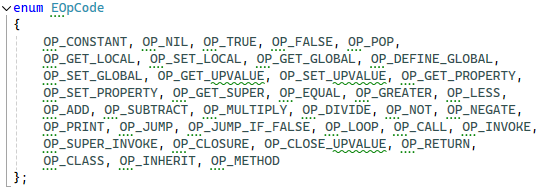 enum EOpCode
{
OP_CONSTANT, OP_NIL, OP_TRUE, OP_FALSE, OP_POP,
OP_GET_LOCAL, OP_SET_LOCAL, OP_GET_GLOBAL, OP_DEFINE_GLOBAL,
OP_SET_GLOBAL, OP_GET_UPVALUE, OP_SET_UPVALUE, OP_GET_PROPERTY,
OP_SET_PROPERTY, OP_GET_SUPER, OP_EQUAL, OP_GREATER, OP_LESS,
OP_ADD, OP_SUBTRACT, OP_MULTIPLY, OP_DIVIDE, OP_NOT, OP_NEGATE,
OP_PRINT, OP_JUMP, OP_JUMP_IF_FALSE, OP_LOOP, OP_CALL, OP_INVOKE,
OP_SUPER_INVOKE, OP_CLOSURE, OP_CLOSE_UPVALUE, OP_RETURN,
OP_CLASS, OP_INHERIT, OP_METHOD
};